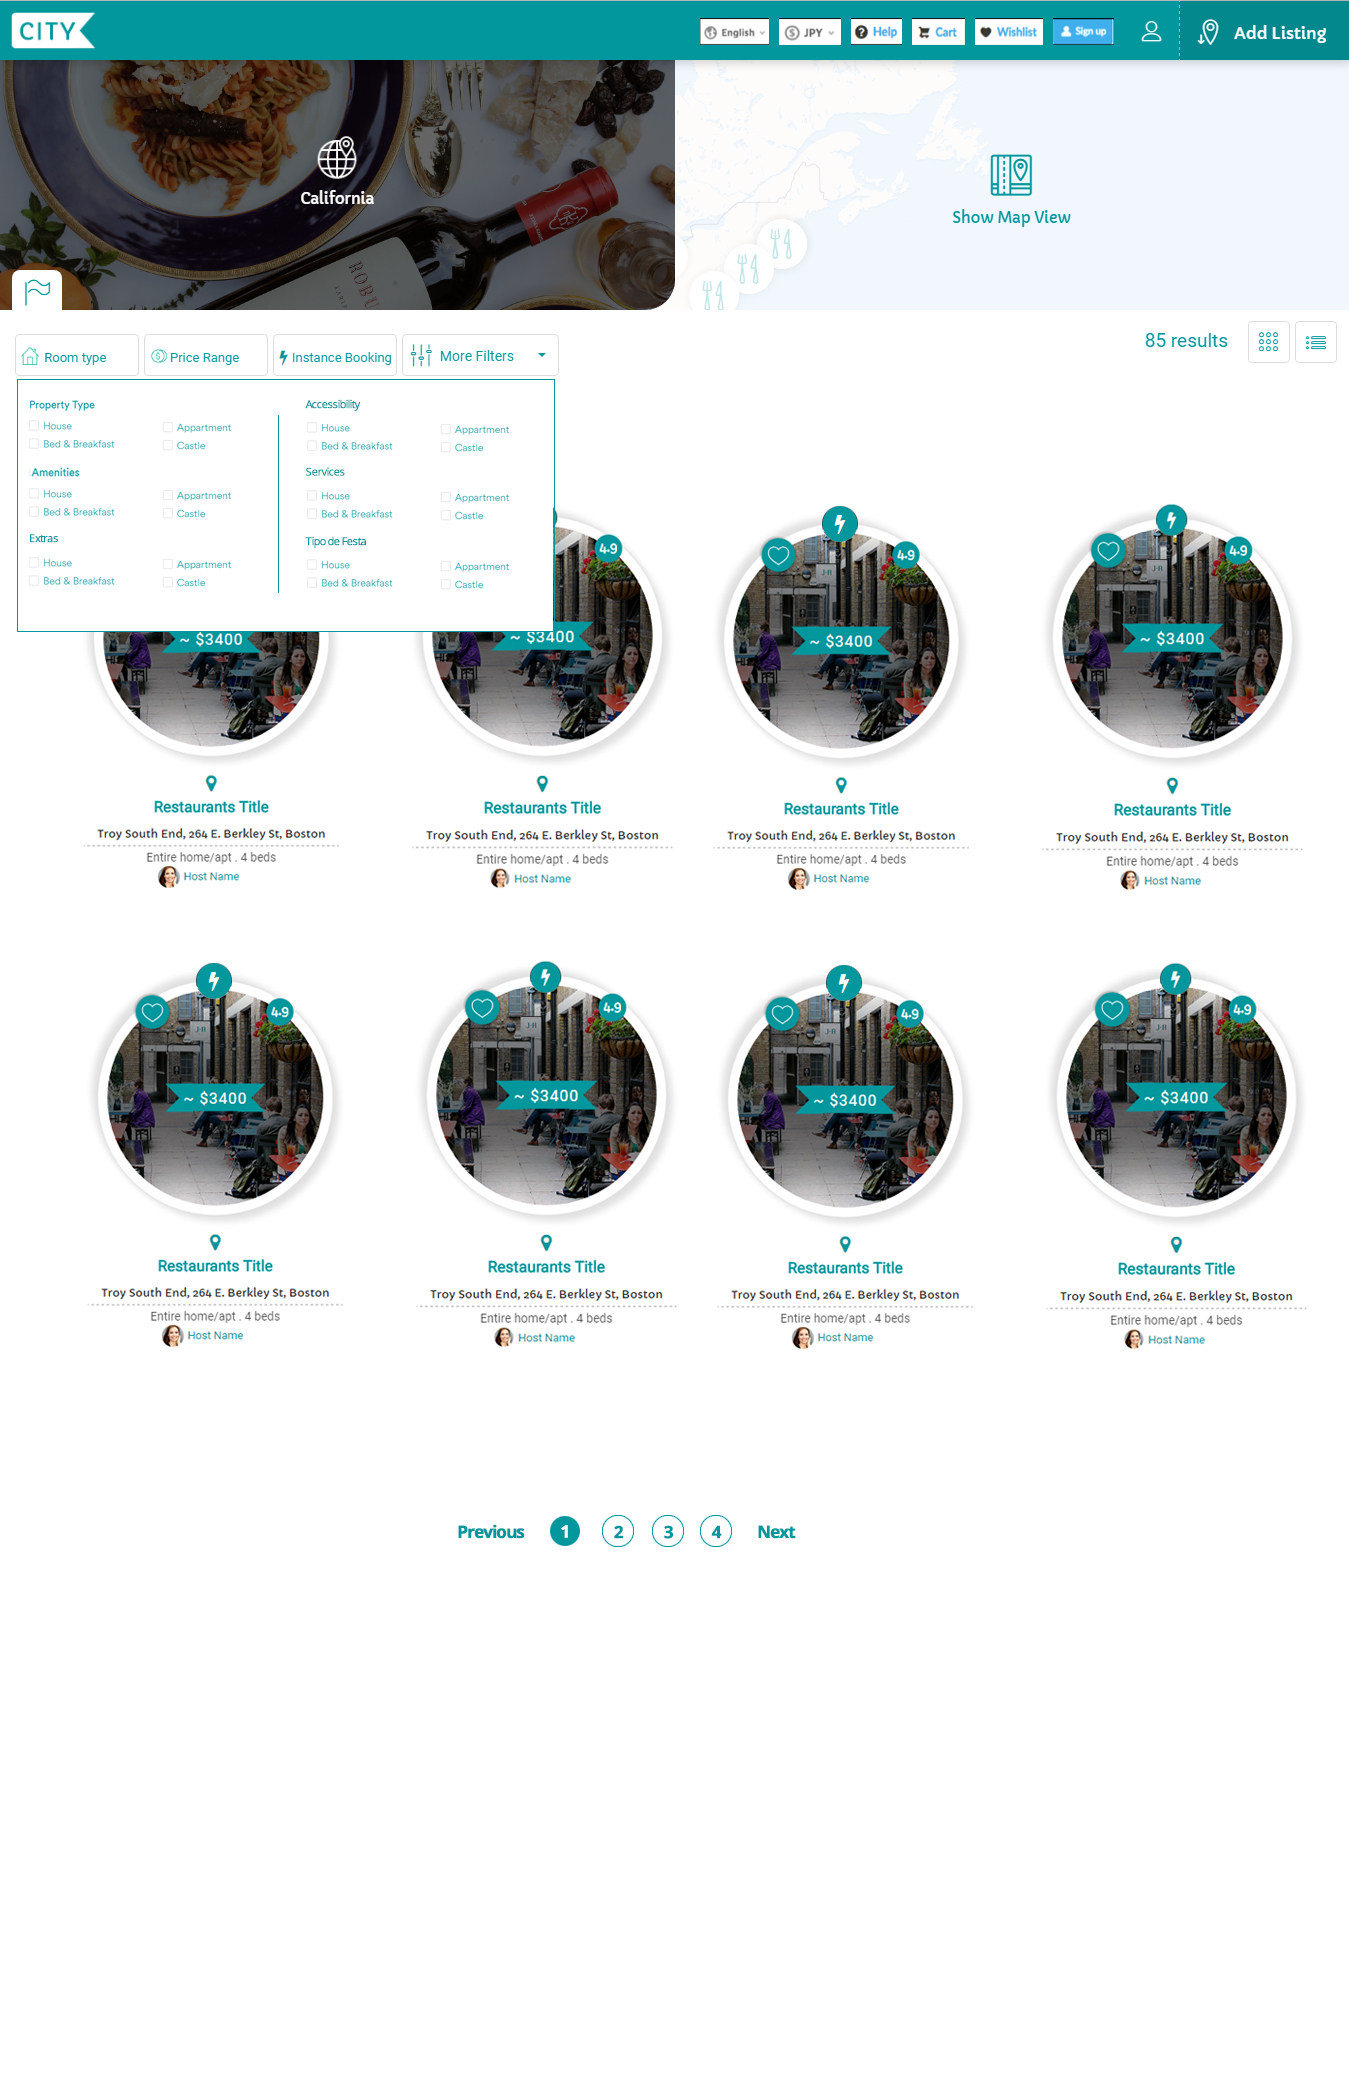 CITY
English
JPY
Help
Cart
Wishlist
Sign up
Add Listing
California
Show Map View
ROBU
Room type
Price Range
Instance Booking
More Filters
85 results
Property Type
House
Appartment
Bed & Breakfast
Castle
Amenities
House
Appartment
Bed & Breakfast
Castle
Extras
House
Appartment
Bed & Breakfast
Castle
Accessibility
House
Appartment
Bed & Breakfast
Castle
Services
House
Appartment
Bed & Breakfast
Castle
Tipo de Festa
House
Appartment
Bed & Breakfast
Castle
~ $3400
Restaurants Title
Troy South End, 264 E. Berkley St, Boston
Entire home/apt . 4 beds
Host Name
4.9
~ $3400
Restaurants Title
Troy South End, 264 E. Berkley St, Boston
Entire home/apt . 4 beds
Host Name
4.9
J-A
~ $3400
Restaurants Title
Troy South End, 264 E. Berkley St, Boston
Entire home/apt . 4 beds
Host Name
4.9
J-A
~ $3400
Restaurants Title
Troy South End, 264 E. Berkley St, Boston
Entire home/apt . 4 beds
Host Name
4.9
J-A
~ $3400
Restaurants Title
Troy South End, 264 E. Berkley St, Boston
Entire home/apt . 4 beds
Host Name
4.9
J-A
~ $3400
Restaurants Title
Troy South End, 264 E. Berkley St, Boston
Entire home/apt . 4 beds
Host Name
4.9
J-A
~ $3400
Restaurants Title
Troy South End, 264 E. Berkley St, Boston
Entire home/apt . 4 beds
Host Name
4.9
J-A
~ $3400
Restaurants Title
Troy South End, 264 E. Berkley St, Boston
Entire home/apt . 4 beds
Host Name
Previous 1 2 3 4 Next